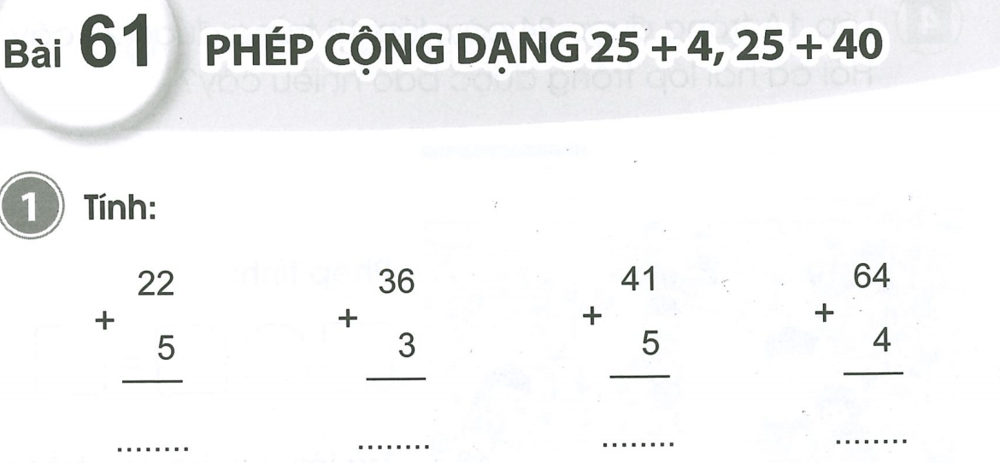 Bài 61 PHÉP CỘNG DẠNG 25 + 4, 25 + 40
1 Tính:
22 36 41 64
+ + + +
5 3 5 4
........ ........ ........ ........